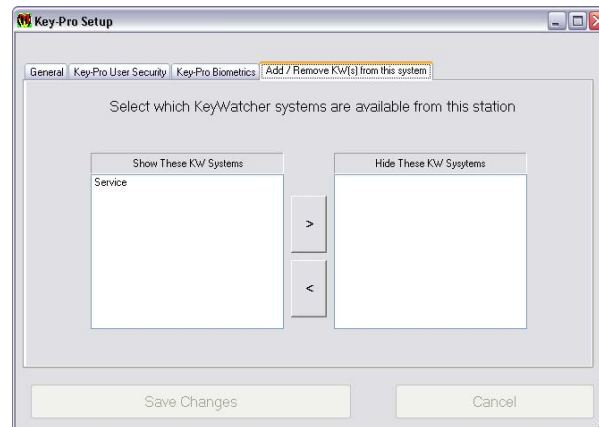 Key-Pro Setup
General Key-Pro User Security Key-Pro Biometrics Add / Remove KW(s) from this system
Select which KeyWatcher systems are available from this station
Show These KW Systems Hide These KW Sysytems
Service
>
<
Save Changes Cancel